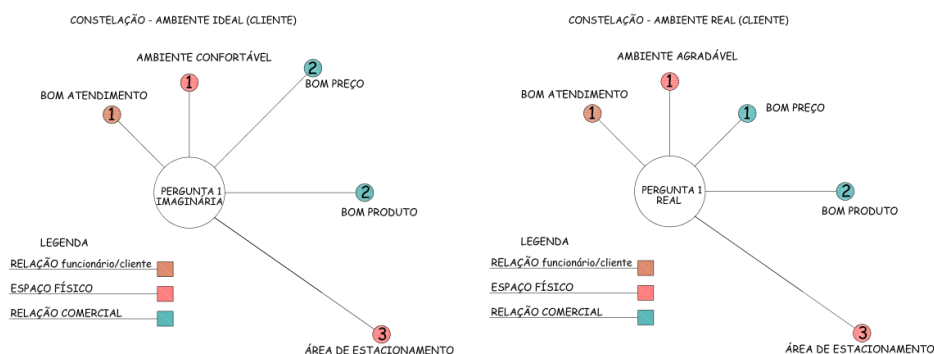 CONSTELAÇÃO - AMBIENTE IDEAL (CLIENTE)
AMBIENTE CONFORTÁVEL
1
2
BOM PREÇO
BOM ATENDIMENTO
1
PERGUNTA 1
IMAGINÁRIA
2
BOM PRODUTO
LEGENDA
RELAÇÃO funcionário/cliente
ESPAÇO FÍSICO
RELAÇÃO COMERCIAL
3
ÁREA DE ESTACIONAMENTO
CONSTELAÇÃO - AMBIENTE REAL (CLIENTE)
AMBIENTE AGRADÁVEL
1
BOM ATENDIMENTO
1
1
BOM PREÇO
PERGUNTA 1
REAL
2
BOM PRODUTO
LEGENDA
RELAÇÃO funcionário/cliente
ESPAÇO FÍSICO
RELAÇÃO COMERCIAL
3
ÁREA DE ESTACIONAMENTO